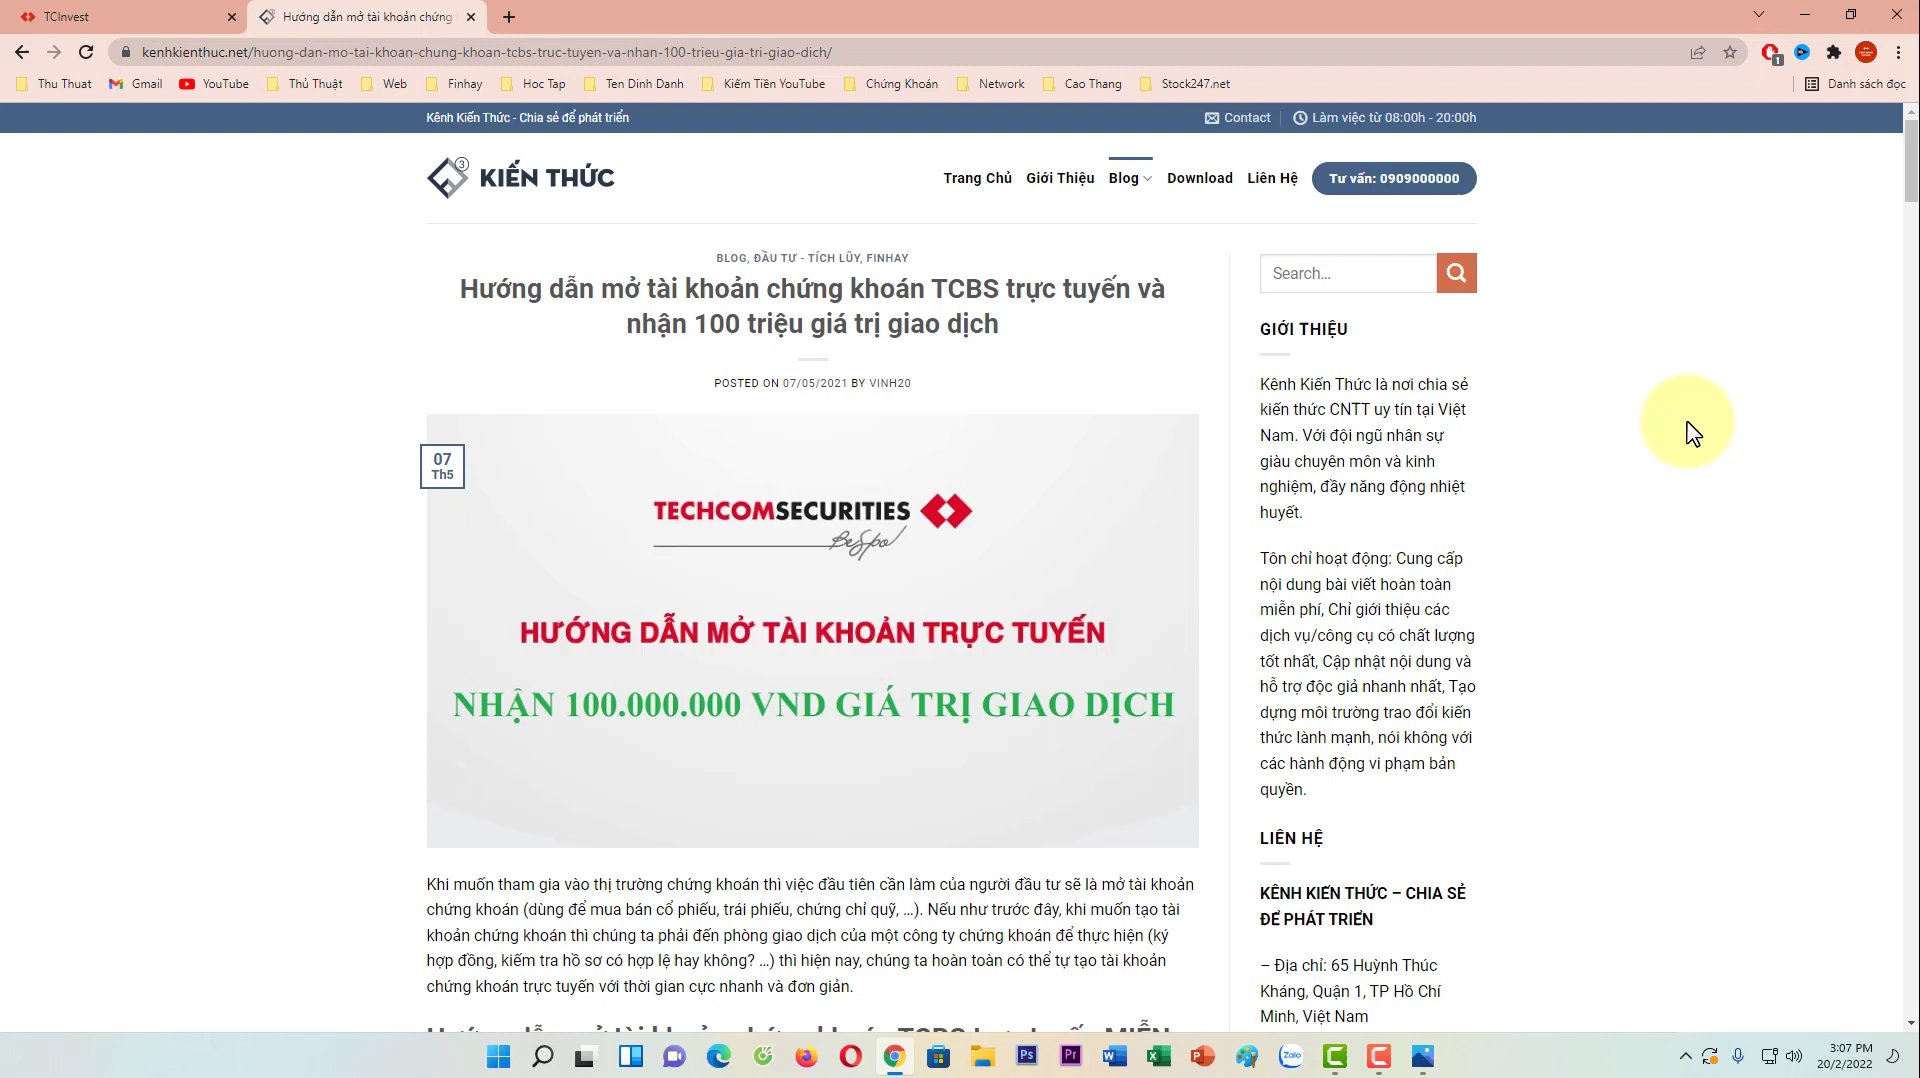 TCInvest
Hướng dẫn mở tài khoản chứng
kenhkienthuc.net/huong-dan-mo-tai-khoan-chung-khoan-tcbs-truc-tuyen-va-nhan-100-trieu-gia-tri-giao-dich/
1
Thu Thuat
Gmail
YouTube
Thủ Thuật
Web
Finhay
Hoc Tap
Ten Dinh Danh
Kiếm Tiền YouTube
Chứng Khoán
Network
Cao Thang
Stock247.net
Danh sách đọc
Kênh Kiến Thức - Chia sẻ để phát triển
Contact
Làm việc từ 08:00h - 20:00h
3
KIẾN THỨC
Trang Chủ
Giới Thiệu
Blog
Download
Liên Hệ
Tư vấn: 0909000000
BLOG, ĐẦU TƯ - TÍCH LŨY, FINHAY
Hướng dẫn mở tài khoản chứng khoán TCBS trực tuyến và
nhận 100 triệu giá trị giao dịch
POSTED ON 07/05/2021 BY VINH20
07
Th5
TECHCOMSECURITIES
HƯỚNG DẪN MỞ TÀI KHOẢN TRỰC TUYẾN
NHẬN 100.000.000 VND GIÁ TRỊ GIAO DỊCH
Khi muốn tham gia vào thị trường chứng khoán thì việc đầu tiên cần làm của người đầu tư sẽ là mở tài khoản
chứng khoán (dùng để mua bán cổ phiếu, trái phiếu, chứng chỉ quỹ, …). Nếu như trước đây, khi muốn tạo tài
khoản chứng khoán thì chúng ta phải đến phòng giao dịch của một công ty chứng khoán để thực hiện (ký
hợp đồng, kiểm tra hồ sơ có hợp lệ hay không? …) thì hiện nay, chúng ta hoàn toàn có thể tự tạo tài khoản
chứng khoán trực tuyến với thời gian cực nhanh và đơn giản.
Hướng dẫn mở tài khoản chứng khoán TCBS trực tuyến MIỄN
Search…
GIỚI THIỆU
Kênh Kiến Thức là nơi chia sẻ
kiến thức CNTT uy tín tại Việt
Nam. Với đội ngũ nhân sự
giàu chuyên môn và kinh
nghiệm, đầy năng động nhiệt
huyết.
Tôn chỉ hoạt động: Cung cấp
nội dung bài viết hoàn toàn
miễn phí, Chỉ giới thiệu các
dịch vụ/công cụ có chất lượng
tốt nhất, Cập nhật nội dung và
hỗ trợ độc giả nhanh nhất, Tạo
dựng môi trường trao đổi kiến
thức lành mạnh, nói không với
các hành động vi phạm bản
quyền.
LIÊN HỆ
KÊNH KIẾN THỨC – CHIA SẺ
ĐỂ PHÁT TRIỂN
– Địa chỉ: 65 Huỳnh Thúc
Kháng, Quận 1, TP Hồ Chí
Minh, Việt Nam
Ps
Pr
Zalo
3:07 PM
20/2/2022